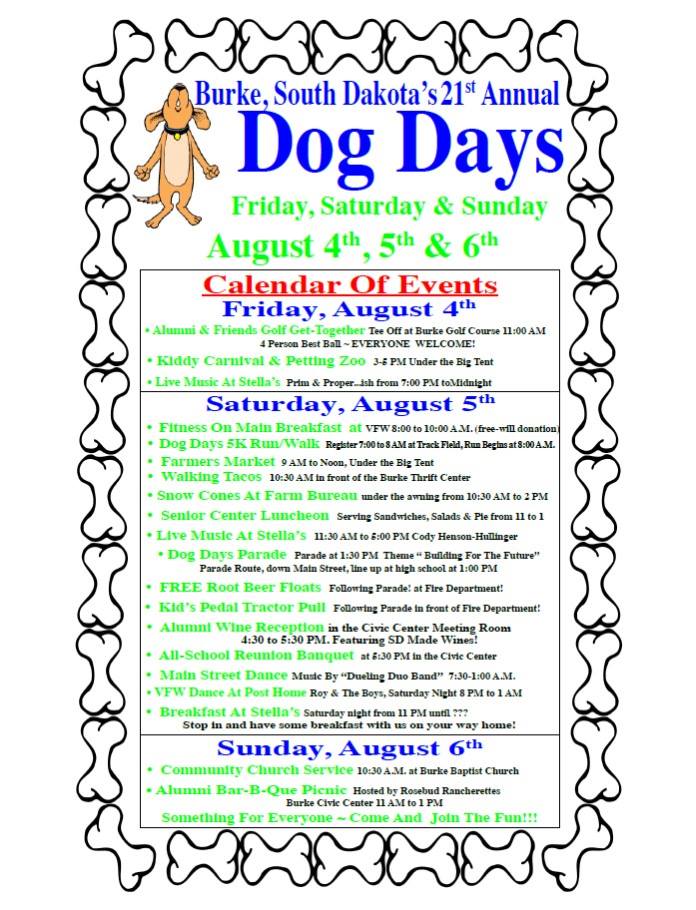 Burke, South Dakota's 21st Annual
Dog Days
Friday, Saturday & Sunday
August 4th, 5th & 6th
Calendar Of Events
Friday, August 4th
• Alumni & Friends Golf Get-Together Tee Off at Burke Golf Course 11:00 AM
4 Person Best Ball ~ EVERYONE WELCOME!
• Kiddy Carnival & Petting Zoo 3-5 PM Under the Big Tent
• Live Music At Stella's Prim & Proper...ish from 7:00 PM toMidnight
Saturday, August 5th
• Fitness On Main Breakfast at VFW 8:00 to 10:00 A.M. (free-will donation)
• Dog Days 5K Run/Walk Register 7:00 to 8 AM at Track Field, Run Begins at 8:00 A.M.
• Farmers Market 9 AM to Noon, Under the Big Tent
• Walking Tacos 10:30 AM in front of the Burke Thrift Center
• Snow Cones At Farm Bureau under the awning from 10:30 AM to 2 PM
• Senior Center Luncheon Serving Sandwiches, Salads & Pie from 11 to 1
• Live Music At Stella's 11:30 AM to 5:00 PM Cody Henson-Hullinger
• Dog Days Parade Parade at 1:30 PM Theme " Building For The Future"
Parade Route, down Main Street, line up at high school at 1:00 PM
• FREE Root Beer Floats Following Parade! at Fire Department!
• Kid's Pedal Tractor Pull Following Parade in front of Fire Department!
• Alumni Wine Reception in the Civic Center Meeting Room
4:30 to 5:30 PM. Featuring SD Made Wines!
• All-School Reunion Banquet at 5:30 PM in the Civic Center
• Main Street Dance Music By "Dueling Duo Band" 7:30-1:00 A.M.
• VFW Dance At Post Home Roy & The Boys, Saturday Night 8 PM to 1 AM
• Breakfast At Stella's Saturday night from 11 PM until ???
Stop in and have some breakfast with us on your way home!
Sunday, August 6th
• Community Church Service 10:30 A.M. at Burke Baptist Church
• Alumni Bar-B-Que Picnic Hosted by Rosebud Rancherettes
Burke Civic Center 11 AM to 1 PM
Something For Everyone ~ Come And Join The Fun!!!